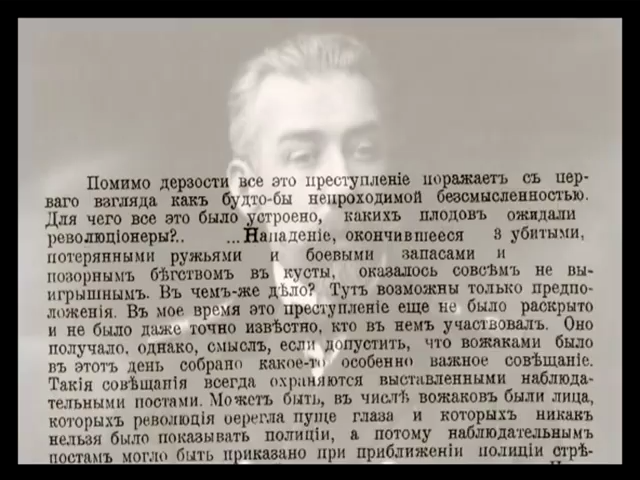 Помимо дерзости все это преступленіе поражаетъ съ пер-
ваго взгляда какъ будто-бы непроходимой безсмысленностью.
Для чего все это было устроено, какихъ плодовъ ожидали
революціонеры?.. ...Нападеніе, окончившееся 3 убитыми,
потерянными ружьями и боевыми запасами и
позорнымъ бѣгствомъ въ кусты, оказалось совсѣмъ не вы-
игрышнымъ. Въ чемъ-же дѣло? Тутъ возможны только предпо-
ложенія. Въ мое время это преступленіе еще не было раскрыто
и не было даже точно извѣстно, кто въ немъ участвовалъ. Оно
получало, однако, смыслъ, если допустить, что вожаками было
въ этотъ день собрано какое-то особенно важное совѣщаніе.
Такія совѣщанія всегда охраняются выставленными наблюда-
тельными постами. Можетъ быть, въ числѣ вожаковъ были лица,
которыхъ революція оерегла пуще глаза и которыхъ никакъ
нельзя было показывать полиціи, а потому наблюдательнымъ
постамъ могло быть приказано при приближеніи полиціи стрѣ-